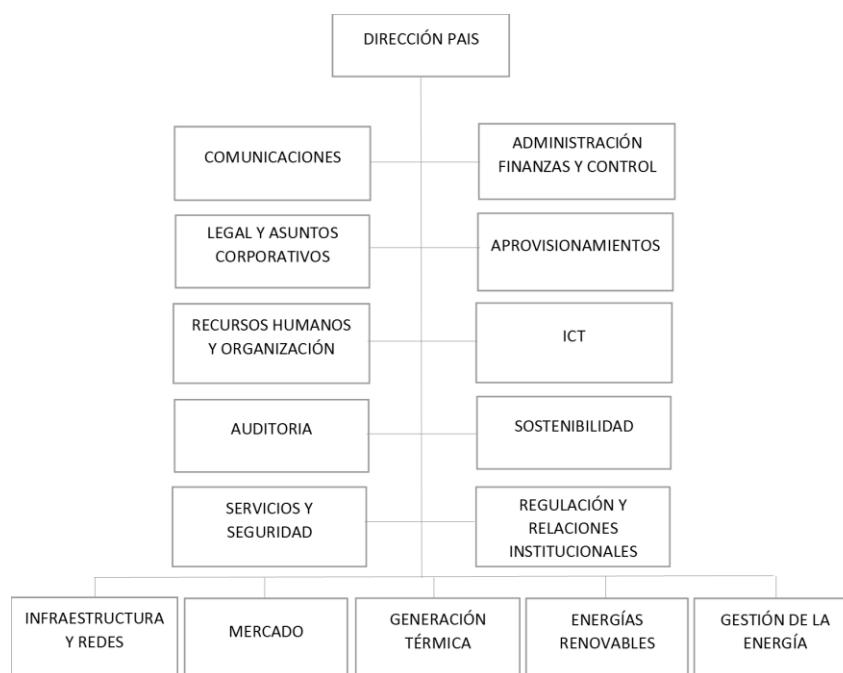 DIRECCIÓN PAIS
COMUNICACIONES
ADMINISTRACIÓN
FINANZAS Y CONTROL
LEGAL Y ASUNTOS
CORPORATIVOS
APROVISIONAMIENTOS
RECURSOS HUMANOS
Y ORGANIZACIÓN
ICT
AUDITORIA
SOSTENIBILIDAD
SERVICIOS Y
SEGURIDAD
REGULACIÓN Y
RELACIONES
INSTITUCIONALES
INFRAESTRUCTURA
Y REDES
MERCADO
GENERACIÓN
TÉRMICA
ENERGÍAS
RENOVABLES
GESTIÓN DE LA
ENERGÍA